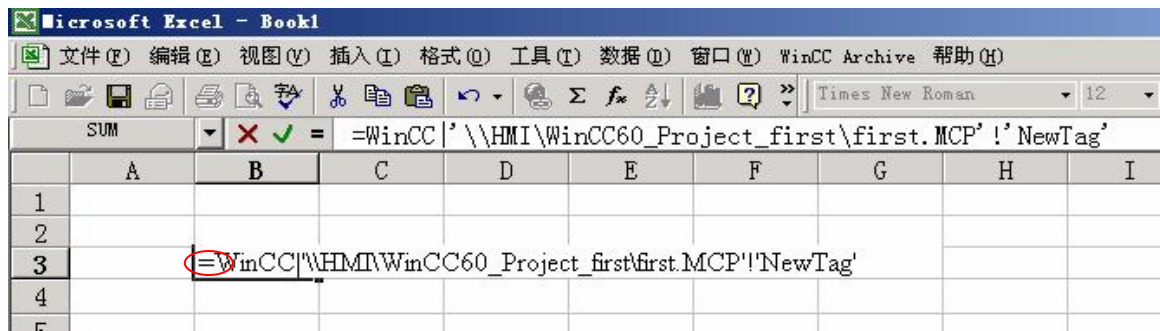 Microsoft Excel - Book1
文件(F) 编辑(E) 视图(V) 插入(I) 格式(O) 工具(T) 数据(D) 窗口(W) WinCC Archive 帮助(H)
Times New Roman 12
SUM = =WinCC|'\\HMI\WinCC60_Project_first\first.MCP'!'NewTag'
A B C D E F G H I
1
2
3 =WinCC|'\\HMI\WinCC60_Project_first\first.MCP'!'NewTag'
4
5